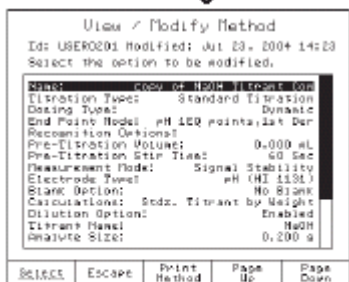 View / Modify Method
Id: USER0201 Modified: Jul 23, 2004 14:23
Select the option to be modified.
Name: Copy of NaOH Titrant Con
Titration Type: Standard Titration
Dosing Type: Dynamic
End Point Model: pH 1EQ points,1st Der
Recognition Options:
Pre-Titration Volume: 0.000 mL
Pre-Titration Stir Time: 60 Sec
Measurement Mode: Signal Stability
Electrode Type: pH (HI 1131)
Blank Option: No Blank
Calculations: Stdz. Titrant by Weight
Dilution Option: Enabled
Titrant Name: NaOH
Analyte Size: 0.200 g
Select Escape Print Method Page Up Page Down